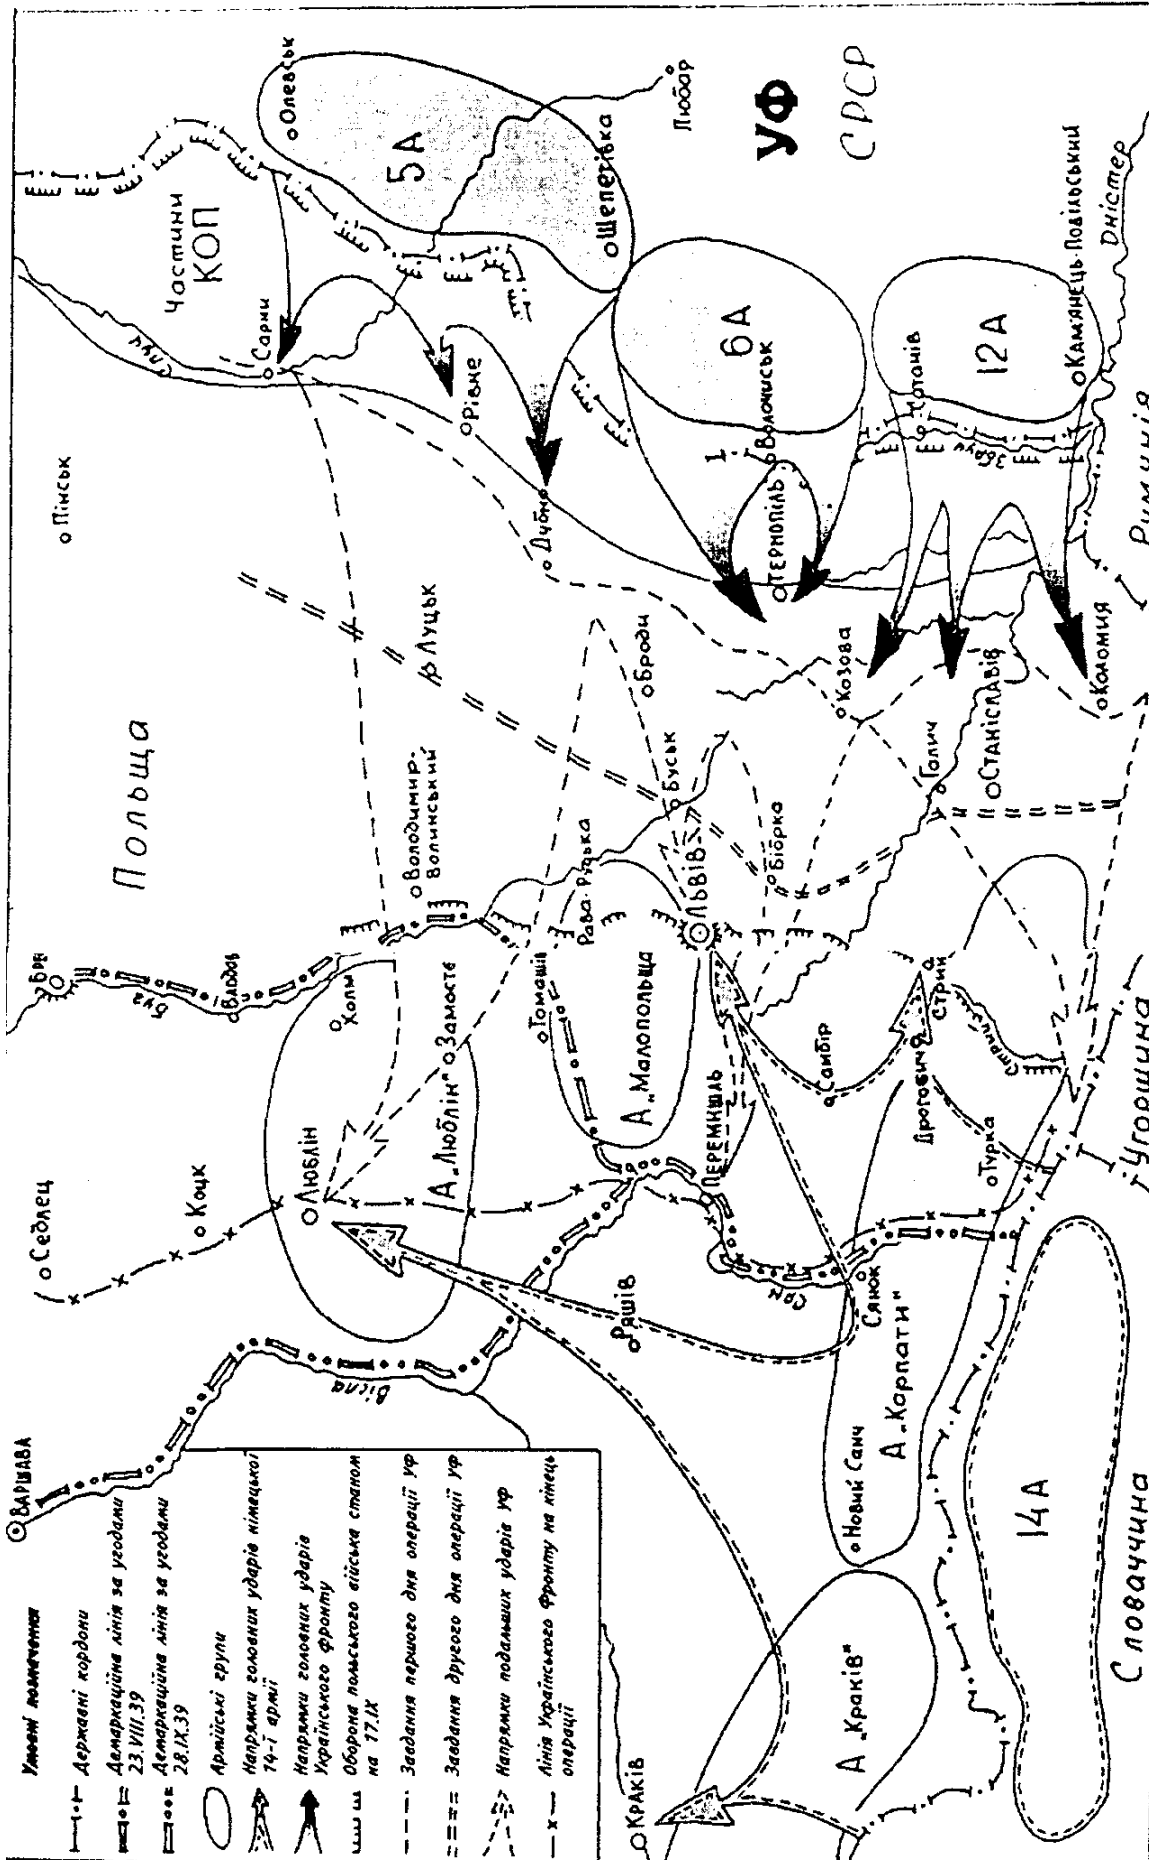 Умовні позначення
Державні кордони
Демаркаційна лінія за угодами
23.VIII.39
Демаркаційна лінія за угодами
28.IX.39
Армійські групи
Напрямки головних ударів німецької
14-ї армії
Напрямки головних ударів
Українського фронту
Оборона польського війська станом
на 17.IX
Завдання першого дня операції УФ
Завдання другого дня операції УФ
Напрямки подальших ударів УФ
Лінія Українського фронту на кінець
операції
ВАРШАВА
Седлец
Коцк
Люблін
А „Люблін"
Замостє
Холм
Влодов
Буг
Вісла
Польща
Пінськ
Частини
КОП
Случ
Сарни
Олевськ
5А
Рівне
Шепетівка
Любар
УФ
СРСР
Луцьк
Дубно
Володимир-
Волинський
Томашів
Рава-Руська
Буськ
Броди
Львів
А „Малопольща"
Перемишль
Ряшів
Сян
Сянок
Самбір
Дрогович
Стрий
Стрий
Турка
Бібрка
Галич
Станіславів
Козова
Коломия
Тернопіль
Волочиськ
6А
12А
Сотанів
Збруч
Кам'янець-Подільський
Дністер
Румунія
Угорщина
Словаччина
14А
Новий Санч
А „Карпати"
А „Краків"
Краків